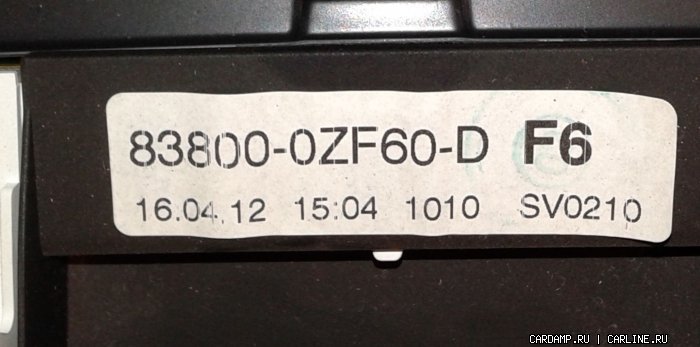 83800-0ZF60-D F6
16.04.12 15:04 1010 SV0210
CARDAMP.RU | CARLINE.RU